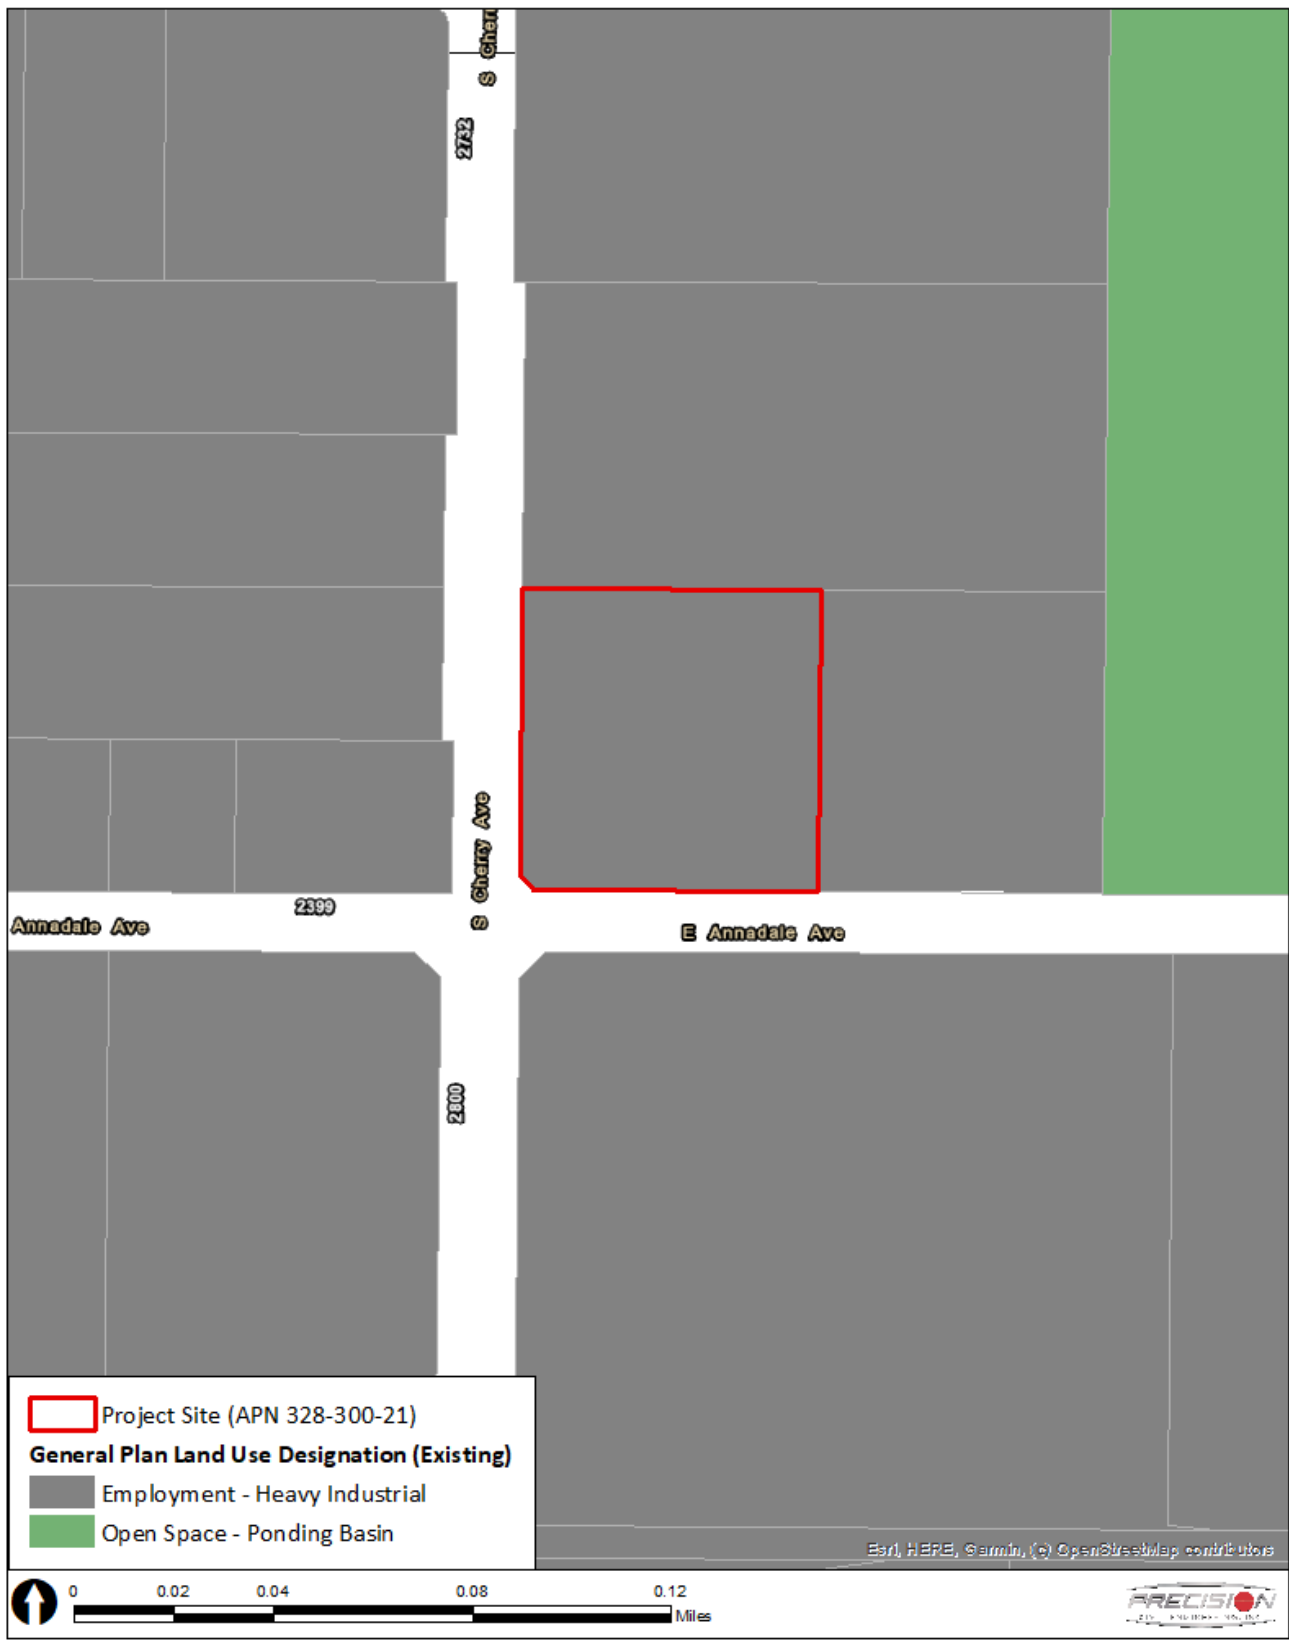 S Cher
2732
S Cherry Ave
2399
Annadale Ave
E Annadale Ave
2800
Project Site (APN 328-300-21)
General Plan Land Use Designation (Existing)
Employment - Heavy Industrial
Open Space - Ponding Basin
Esri, HERE, Garmin, (c) OpenStreetMap contributors
0 0.02 0.04 0.08 0.12
Miles
PRECISION